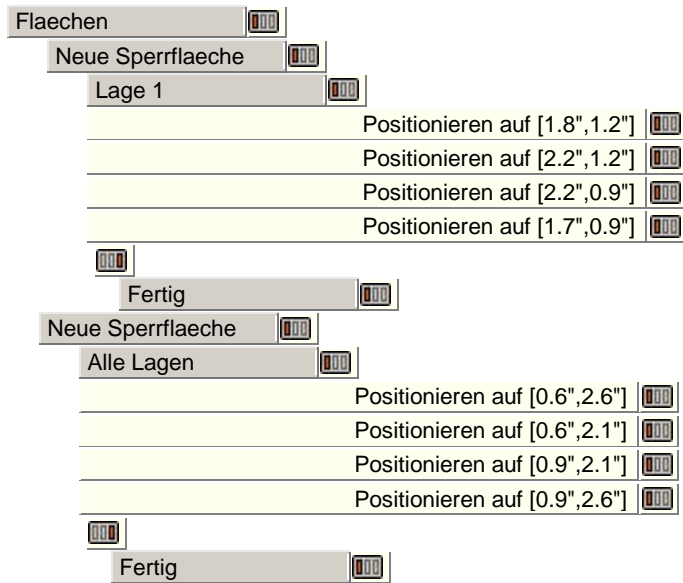 Flaechen
Neue Sperrflaeche
Lage 1
Positionieren auf [1.8",1.2"]
Positionieren auf [2.2",1.2"]
Positionieren auf [2.2",0.9"]
Positionieren auf [1.7",0.9"]
Fertig
Neue Sperrflaeche
Alle Lagen
Positionieren auf [0.6",2.6"]
Positionieren auf [0.6",2.1"]
Positionieren auf [0.9",2.1"]
Positionieren auf [0.9",2.6"]
Fertig